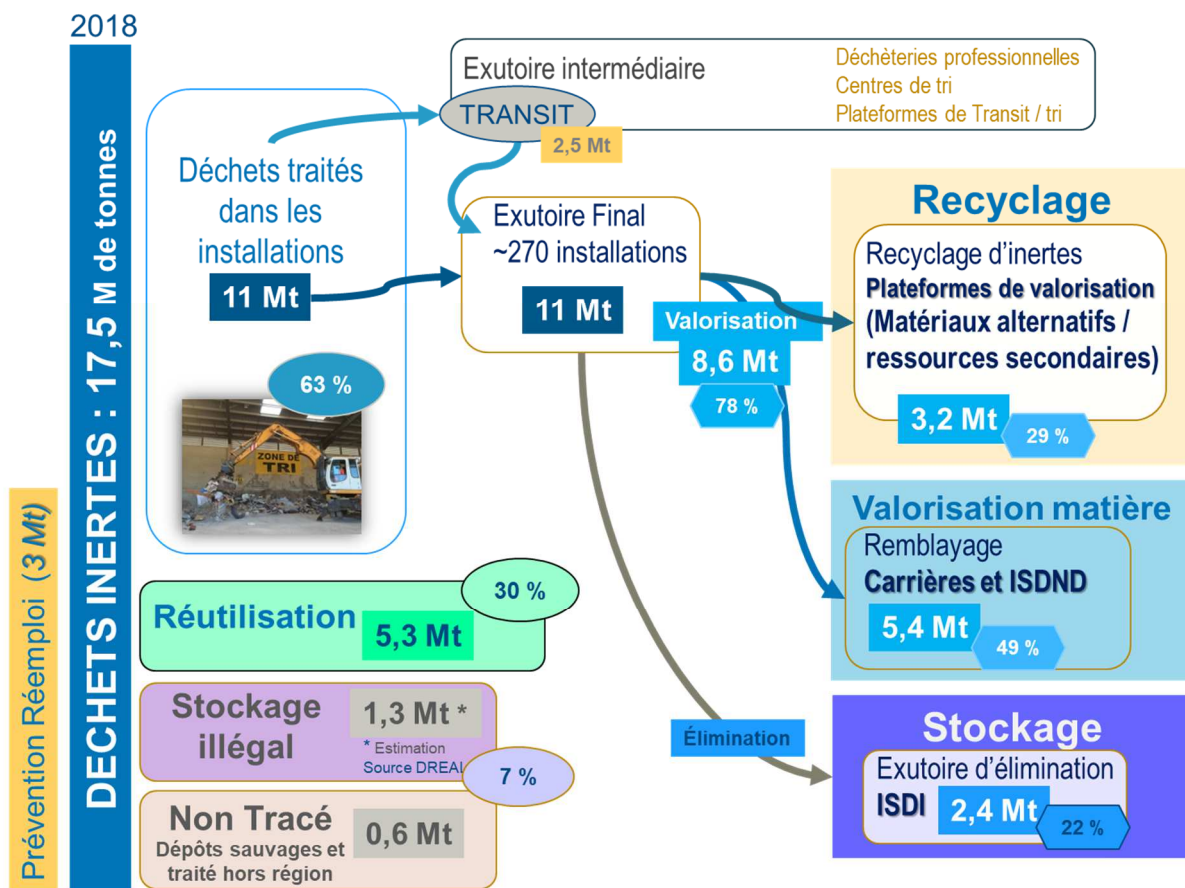 2018
DECHETS INERTES : 17,5 M de tonnes
Prévention Réemploi (3 Mt)
Exutoire intermédiaire
TRANSIT
2,5 Mt
Déchèteries professionnelles
Centres de tri
Plateformes de Transit / tri
Déchets traités
dans les
installations
11 Mt
63 %
ZONE DE
TRI
Exutoire Final
~270 installations
11 Mt
Valorisation
8,6 Mt
78 %
Recyclage
Recyclage d’inertes
Plateformes de valorisation
(Matériaux alternatifs /
ressources secondaires)
3,2 Mt
29 %
Valorisation matière
Remblayage
Carrières et ISDND
5,4 Mt
49 %
Réutilisation
5,3 Mt
30 %
Stockage
illégal
1,3 Mt *
* Estimation
Source DREAL
7 %
Non Tracé
Dépôts sauvages et
traité hors région
0,6 Mt
Élimination
Stockage
Exutoire d’élimination
ISDI
2,4 Mt
22 %